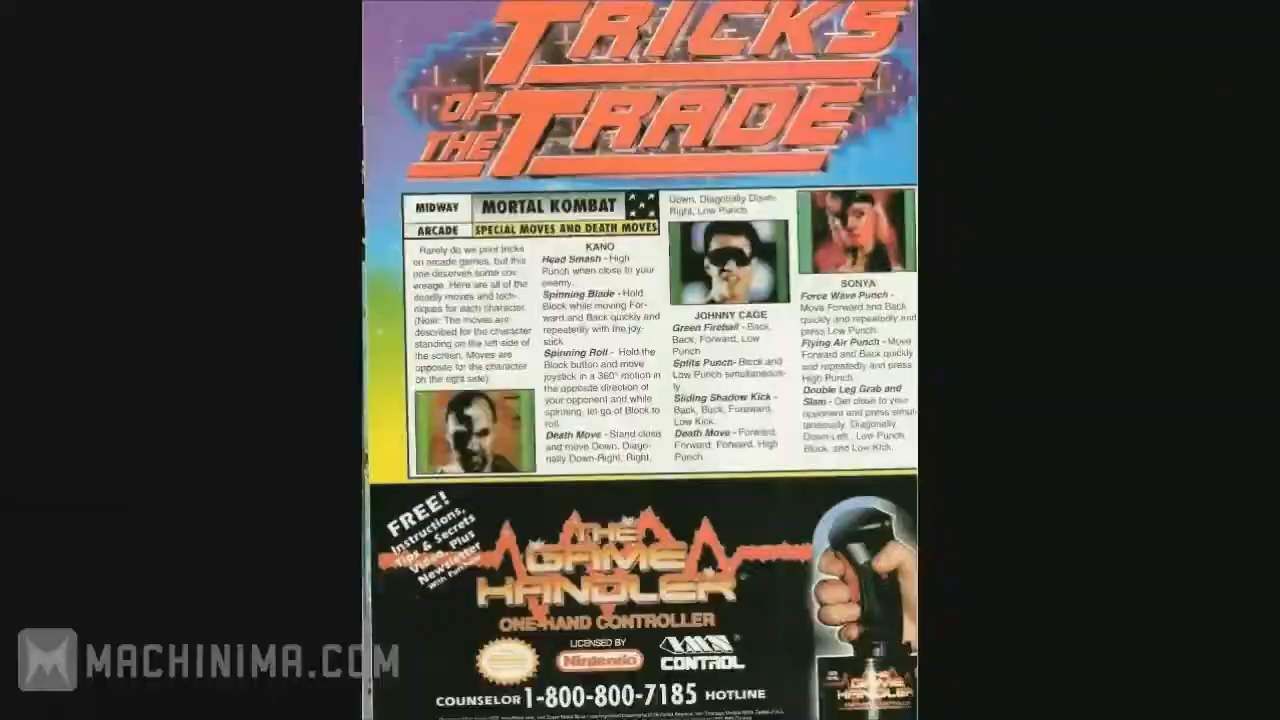 TRICKS
OF TRADE
THE
MIDWAY
MORTAL KOMBAT
ARCADE
SPECIAL MOVES AND DEATH MOVES
Rarely do we print tricks
on arcade games, but this
one deserves some cov-
erage. Here are all of the
deadly moves and tech-
niques for each character.
(Note: The moves are
described for the character
standing on the left side of
the screen. Moves are
opposite for the character
on the right side)
KANO
Head Smash - High
Punch when close to your
enemy.
Spinning Blade - Hold
Block while moving For-
ward and Back quickly and
repeatedly with the joy-
stick
Spinning Roll - Hold the
Block button and move
joystick in a 360° motion in
the opposite direction of
your opponent and while
spinning, let go of Block to
roll.
Death Move - Stand close
and move Down, Diago-
nally Down-Right, Right,
Down, Diagonally Down-
Right, Low Punch
JOHNNY CAGE
Green Fireball - Back,
Back, Forward, Low
Punch
Splits Punch- Block and
Low Punch simultaneous-
ly
Sliding Shadow Kick -
Back, Back, Foreward,
Low Kick.
Death Move - Forward,
Forward, Forward, High
Punch
SONYA
Force Wave Punch -
Move Forward and Back
quickly and repeatedly and
press Low Punch.
Flying Air Punch - Move
Forward and Back quickly
and repeatedly and press
High Punch
Double Leg Grab and
Slam - Get close to your
opponent and press simul-
taneously, Diagonally
Down-Left, Low Punch,
Block, and Low Kick.
FREE!
Instructions,
Tips & Secrets
Video, Plus
Newsletter
With Purchase
THE
GAME
HANDLER
ONE-HAND CONTROLLER
LICENSED BY
Nintendo
CONTROL
COUNSELOR 1-800-800-7185 HOTLINE
GAME
HANDLER
MACHINIMA.COM